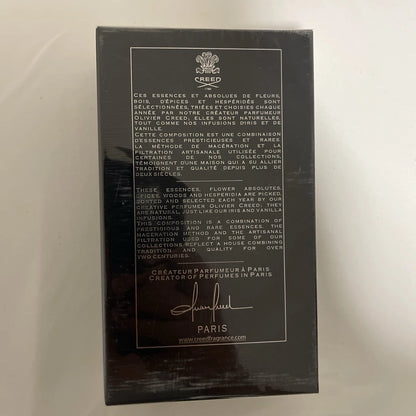 CREED
CES ESSENCES ET ABSOLUES DE FLEURS,
BOIS, D'ÉPICES ET HESPÉRIDÉS SONT
SÉLECTIONNÉES, TRIÉES ET CHOISIES CHAQUE
ANNÉE PAR NOTRE CRÉATEUR PARFUMEUR
OLIVIER CREED, ELLES SONT NATURELLES,
TOUT COMME NOS INFUSIONS D'IRIS ET DE
VANILLE.
CETTE COMPOSITION EST UNE COMBINAISON
D'ESSENCES PRESTIGIEUSES ET RARES.
LA MÉTHODE DE MACÉRATION ET LA
FILTRATION ARTISANALE UTILISÉE POUR
CERTAINES DE NOS COLLECTIONS,
TÉMOIGNENT D'UNE MAISON QUI A SU ALLIER
TRADITION ET QUALITÉ DEPUIS PLUS DE
DEUX SIÈCLES.
THESE ESSENCES, FLOWER ABSOLUTES,
SPICES, WOODS AND HESPERIDIA ARE PICKED,
SORTED AND SELECTED EACH YEAR BY OUR
CREATIVE PERFUMER OLIVIER CREED, THEY
ARE NATURAL, JUST LIKE OUR IRIS AND VANILLA
INFUSIONS.
THIS COMPOSITION IS A COMBINATION OF
PRESTIGIOUS AND RARE ESSENCES. THE
MACERATION METHOD AND THE ARTISANAL
FILTRATION USED FOR SOME OF OUR
COLLECTIONS, REFLECT A HOUSE COMBINING
TRADITION AND QUALITY FOR OVER
TWO CENTURIES.
CRÉATEUR PARFUMEUR À PARIS
CREATOR OF PERFUMES IN PARIS
PARIS
www.creedfragrance.com